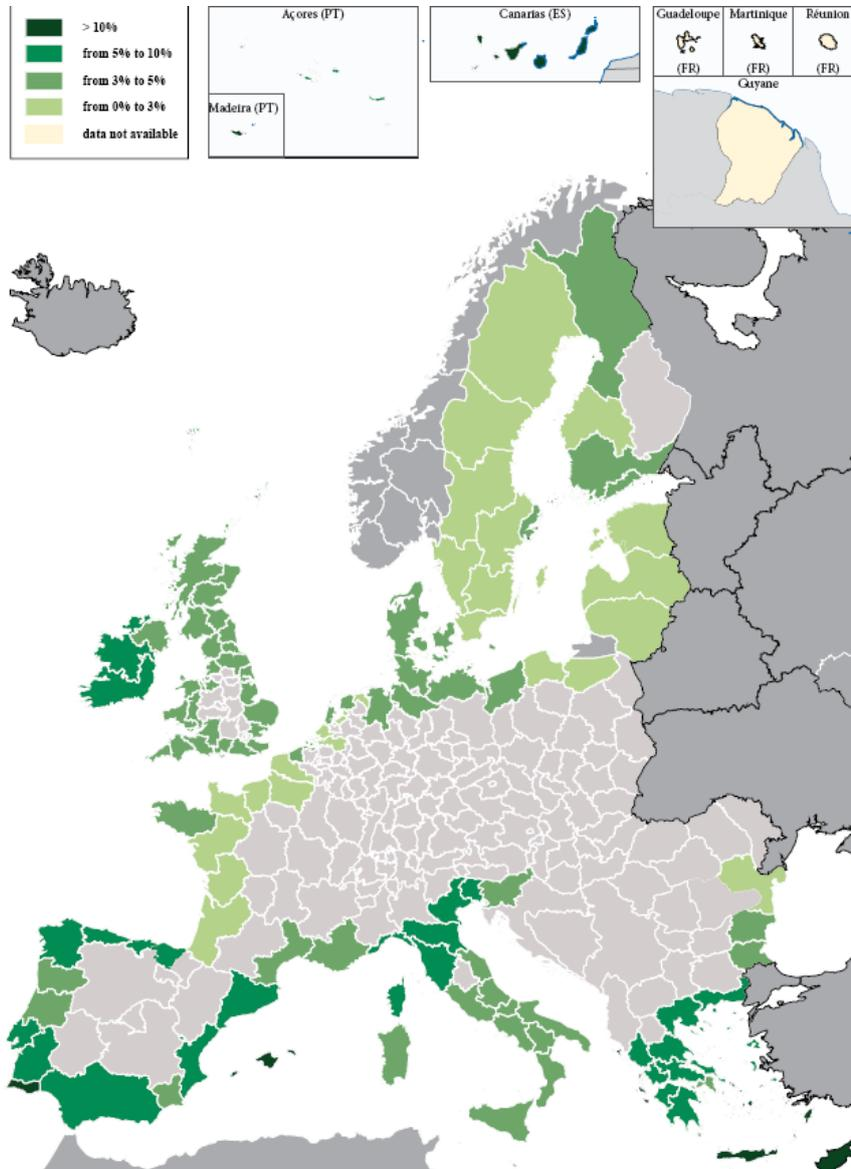 > 10%
from 5% to 10%
from 3% to 5%
from 0% to 3%
data not available
Açores (PT)
Madeira (PT)
Canarias (ES)
Guadeloupe
(FR)
Martinique
(FR)
Réunion
(FR)
Guyane